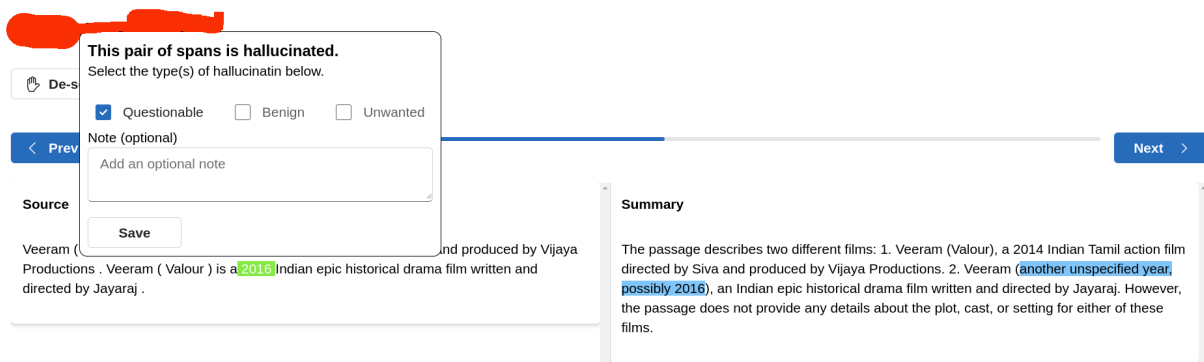 This pair of spans is hallucinated.
Select the type(s) of hallucinatin below.
De-s
Questionable Benign Unwanted
Note (optional)
Prev
Next
Add an optional note
Save
Source
Veeram ( nd produced by Vijaya
Productions . Veeram ( Valour ) is a 2016 Indian epic historical drama film written and
directed by Jayaraj .
Summary
The passage describes two different films: 1. Veeram (Valour), a 2014 Indian Tamil action film
directed by Siva and produced by Vijaya Productions. 2. Veeram (another unspecified year,
possibly 2016), an Indian epic historical drama film written and directed by Jayaraj. However,
the passage does not provide any details about the plot, cast, or setting for either of these
films.